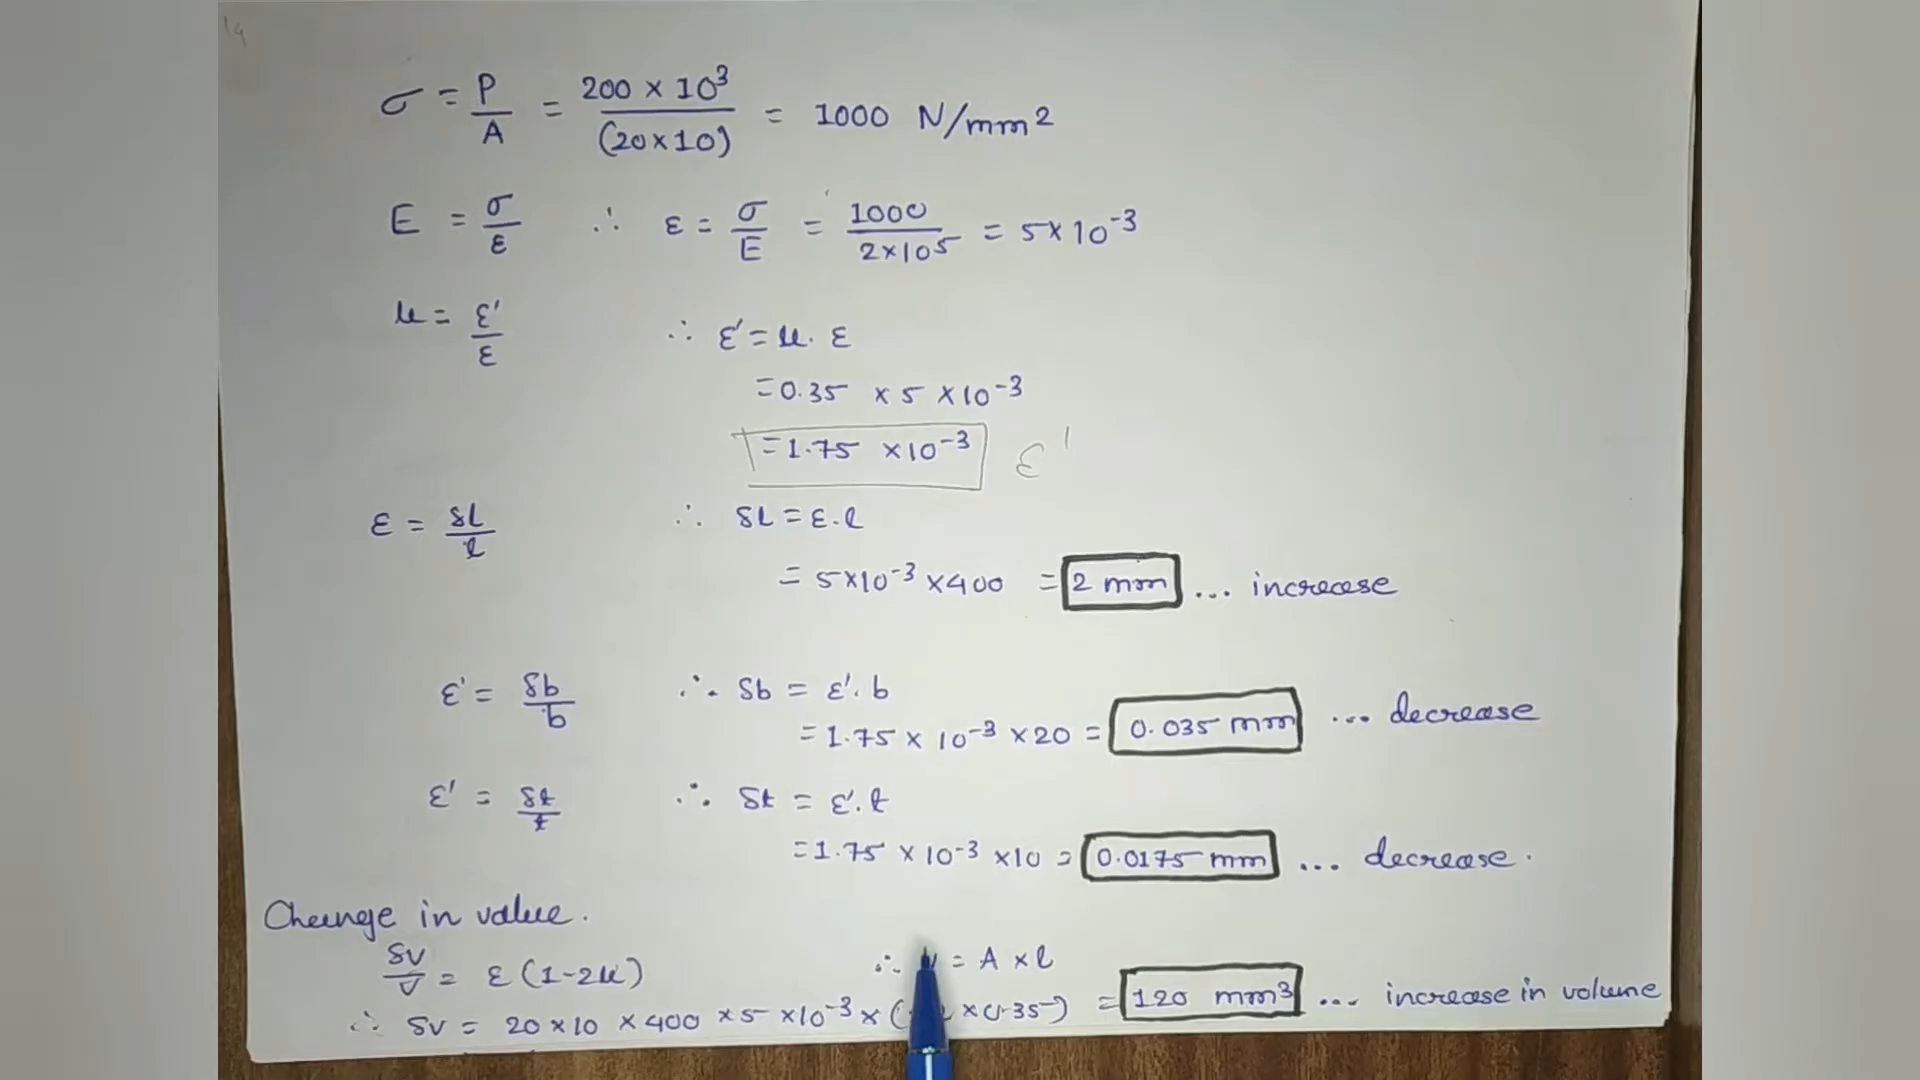 14
σ = P/A = 200 × 10³/(20×10) = 1000 N/mm²
E = σ/ε ∴ ε = σ/E = 1000/2×10⁵ = 5×10⁻³
μ = ε'/ε ∴ ε' = μ. ε
= 0.35 × 5 × 10⁻³
= 1.75 × 10⁻³ ε'
ε = δL/l ∴ δL = ε.l
= 5×10⁻³ ×400 = 2 mm ... increase
ε' = δb/b ∴ δb = ε'. b
= 1.75 × 10⁻³ ×20 = 0.035 mm ... decrease
ε' = δt/t ∴ δt = ε'. t
= 1.75 × 10⁻³ ×10 = 0.0175 mm ... decrease.
Change in value.
δV/V = ε (1-2μ) ∴ = A × l
∴ δV = 20×10 ×400 ×5 ×10⁻³ × ( ×0.35) = 120 mm³ ... increase in volume